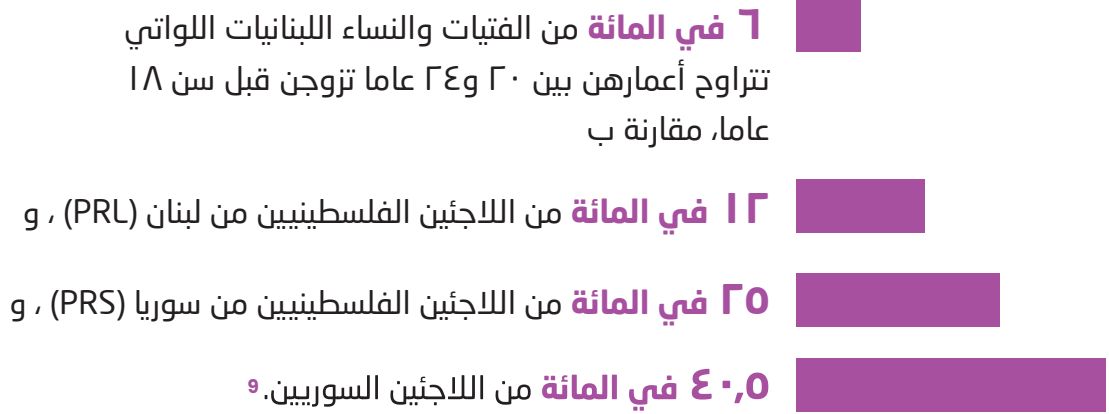 ٦ في المائة من الفتيات والنساء اللبنانيات اللواتي
تتراوح أعمارهن بين ٢٠ و٢٤ عاما تزوجن قبل سن ١٨
عاما، مقارنة ب
١٢ في المائة من اللاجئين الفلسطينيين من لبنان (PRL) ، و
٢٥ في المائة من اللاجئين الفلسطينيين من سوريا (PRS) ، و
٤٠,٥ في المائة من اللاجئين السوريين.9